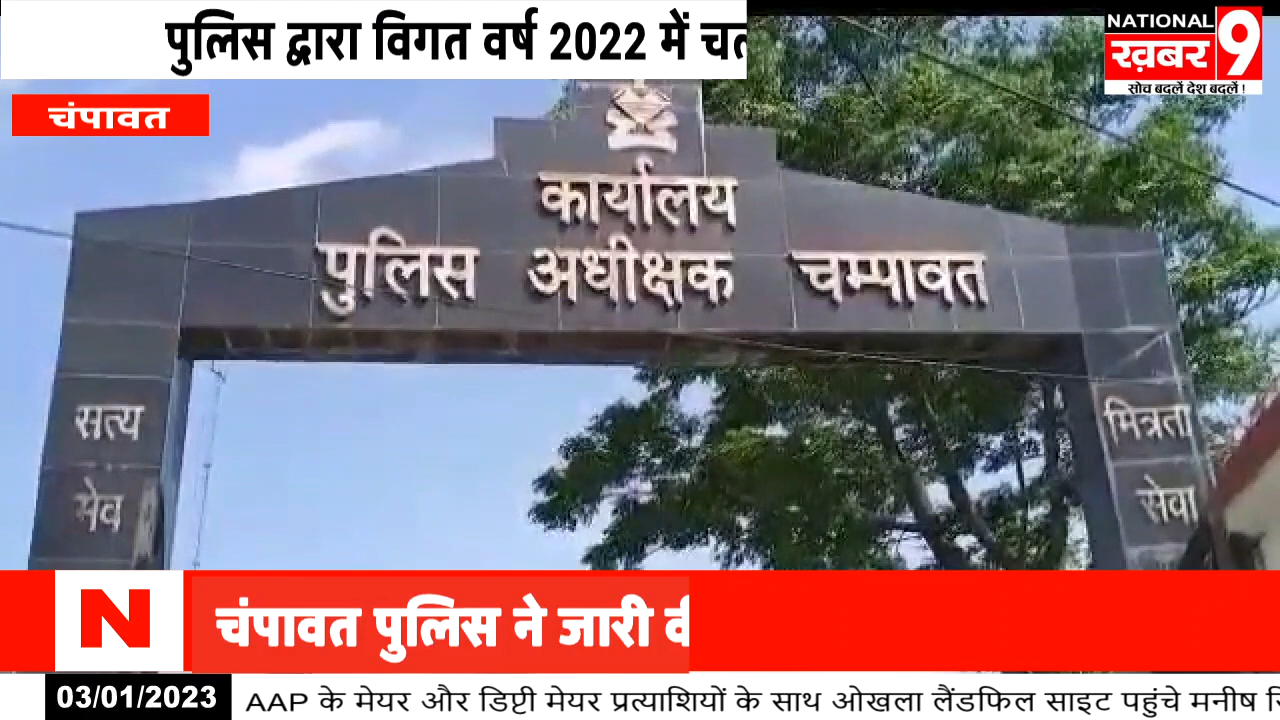 पुलिस द्वारा विगत वर्ष 2022 में
NATIONAL
ख़बर 9
सोच बदलें देश बदलें !
चंपावत
कार्यालय
पुलिस अधीक्षक चम्पावत
सत्य
मेव
मित्रता
सेवा
N
चंपावत पुलिस ने जारी
03/01/2023
AAP के मेयर और डिप्टी मेयर प्रत्याशियों के साथ ओखला लैंडफिल साइट पहुंचे मनीष